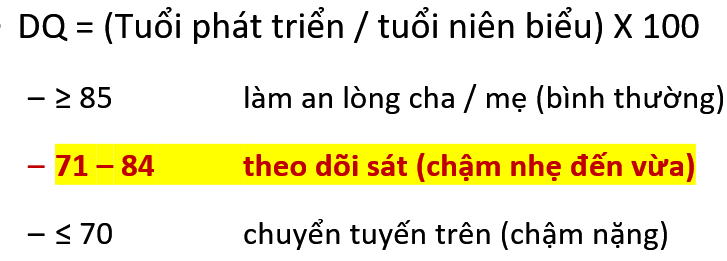 DQ = (Tuổi phát triển / tuổi niên biểu) X 100
– ≥ 85 làm an lòng cha / mẹ (bình thường)
– 71 – 84 theo dõi sát (chậm nhẹ đến vừa)
– ≤ 70 chuyển tuyến trên (chậm nặng)